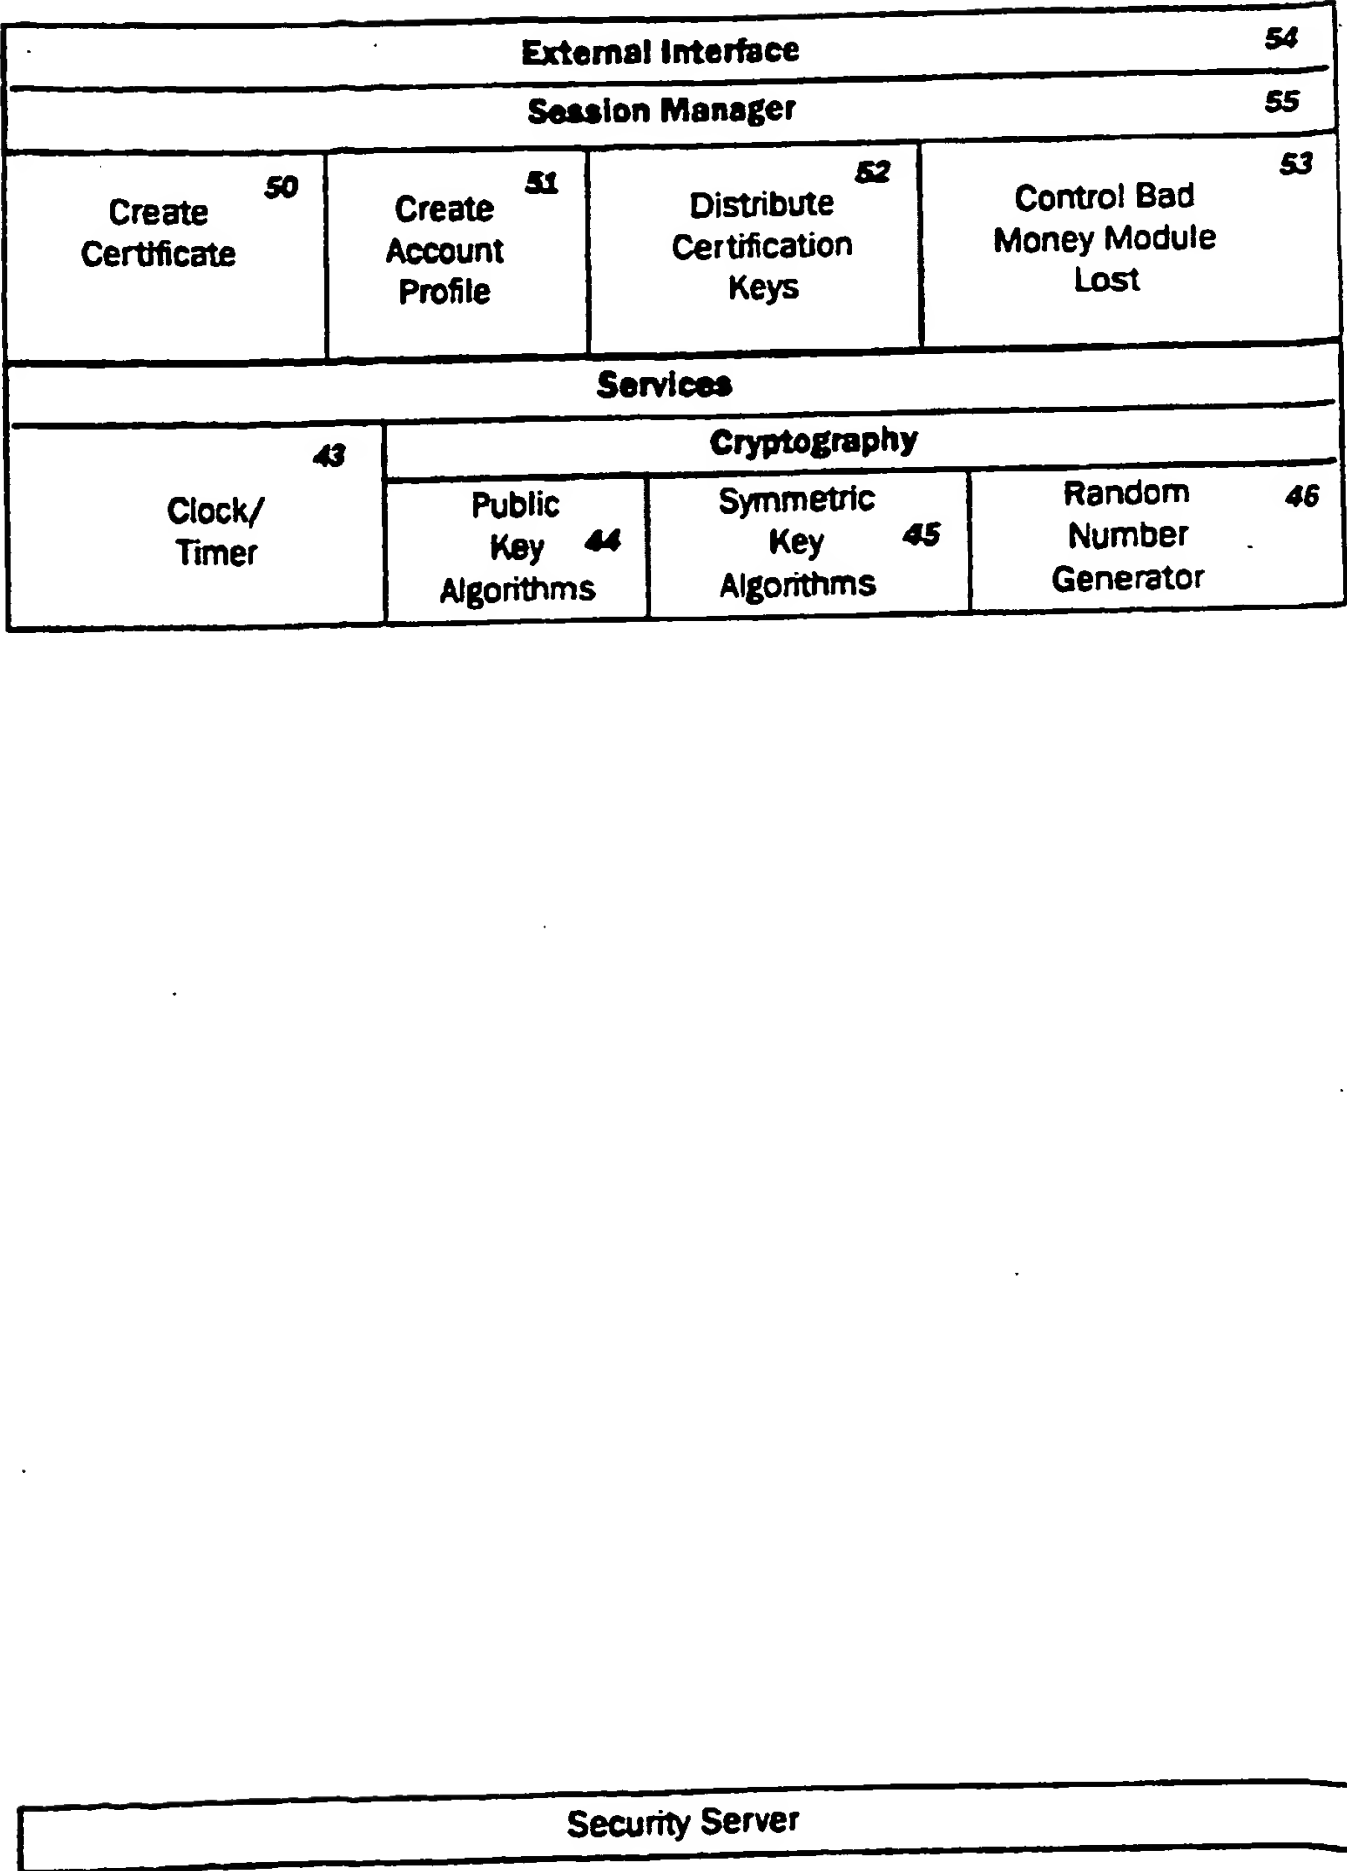 External Interface 54
Session Manager 55
50
Create
Certificate
51
Create
Account
Profile
52
Distribute
Certification
Keys
53
Control Bad
Money Module
Lost
Services
43
Clock/
Timer
Cryptography
Public
Key 44
Algorithms
Symmetric
Key 45
Algorithms
Random 46
Number
Generator
Security Server